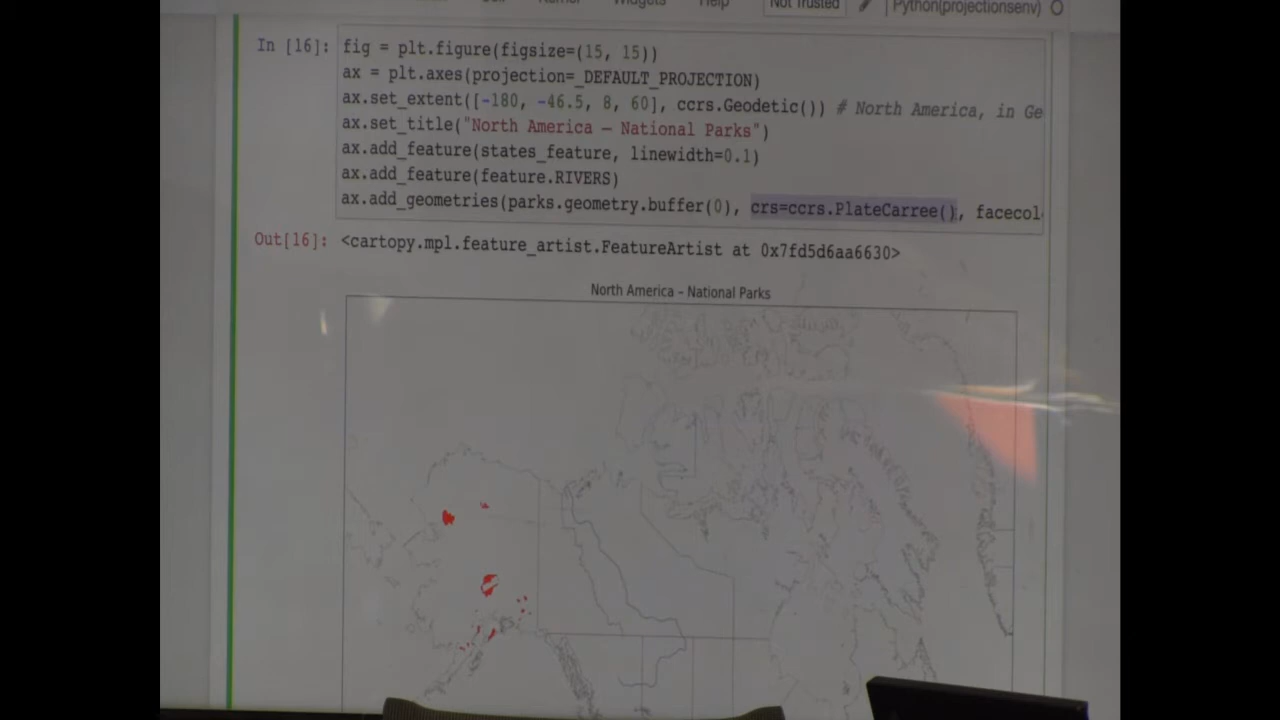 Kernel Widgets Help Not Trusted Python(projectionsenv)
In [16]: fig = plt.figure(figsize=(15, 15))
ax = plt.axes(projection=_DEFAULT_PROJECTION)
ax.set_extent([-180, -46.5, 8, 60], ccrs.Geodetic()) # North America, in Ge
ax.set_title("North America – National Parks")
ax.add_feature(states_feature, linewidth=0.1)
ax.add_feature(feature.RIVERS)
ax.add_geometries(parks.geometry.buffer(0), crs=ccrs.PlateCarree(), facecol
Out[16]: <cartopy.mpl.feature_artist.FeatureArtist at 0x7fd5d6aa6630>
North America – National Parks